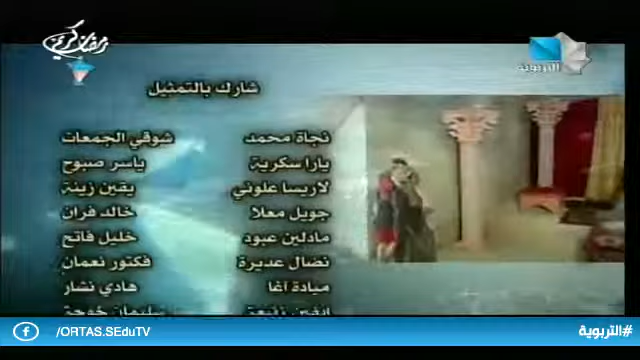 رمضان كريم
التربوية
شارك بالتمثيل
نجاة محمد شوقي الجمعات
يارا سكرية ياسر صبوح
لاريسا علوني يقين زينة
جويل معلا خالد فران
مادلين عبود خليل فاتح
نضال عديرة فكتور نعمان
ميادة آغا هادي نشار
سليمان
#التربوية
/ORTAS.SEduTV